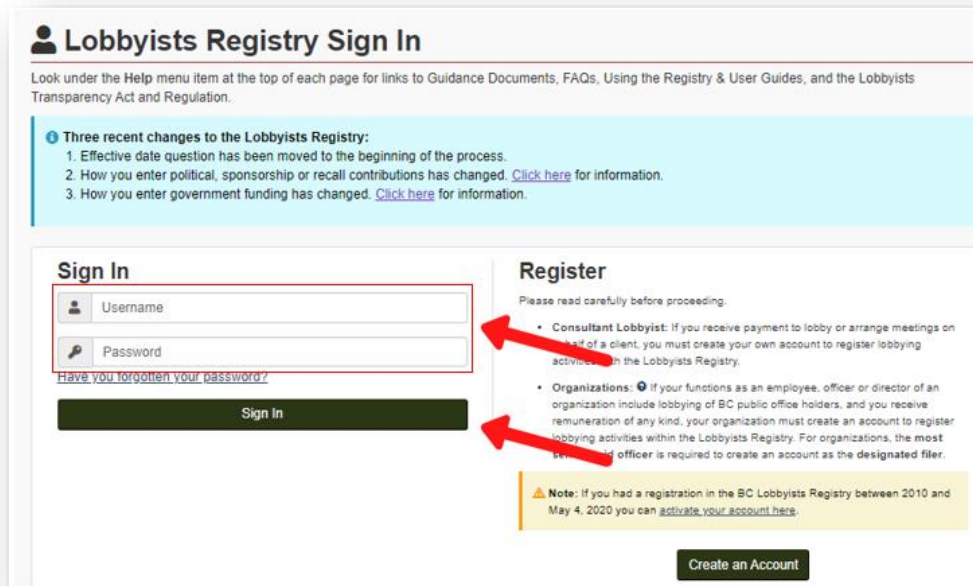 Lobbyists Registry Sign In
Look under the Help menu item at the top of each page for links to Guidance Documents, FAQs, Using the Registry & User Guides, and the Lobbyists
Transparency Act and Regulation.
Three recent changes to the Lobbyists Registry:
1. Effective date question has been moved to the beginning of the process.
2. How you enter political, sponsorship or recall contributions has changed. Click here for information.
3. How you enter government funding has changed. Click here for information.
Sign In
Username
Password
Have you forgotten your password?
Sign In
Register
Please read carefully before proceeding.
• Consultant Lobbyist: If you receive payment to lobby or arrange meetings on
of a client, you must create your own account to register lobbying
the Lobbyists Registry.
• Organizations: If your functions as an employee, officer or director of an
organization include lobbying of BC public office holders, and you receive
remuneration of any kind, your organization must create an account to register
lobbying activities within the Lobbyists Registry. For organizations, the most
officer is required to create an account as the designated filer.
Note: If you had a registration in the BC Lobbyists Registry between 2010 and
May 4, 2020 you can activate your account here.
Create an Account